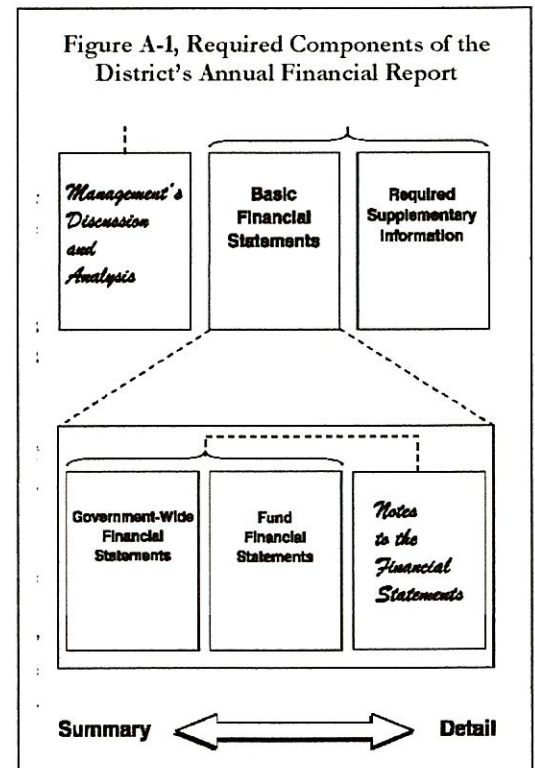 Figure A-1, Required Components of the
District's Annual Financial Report
Management's
Discussion
and
Analysis
Basic
Financial
Statements
Required
Supplementary
Information
Government-Wide
Financial
Statements
Fund
Financial
Statements
Notes
to the
Financial
Statements
Summary
Detail